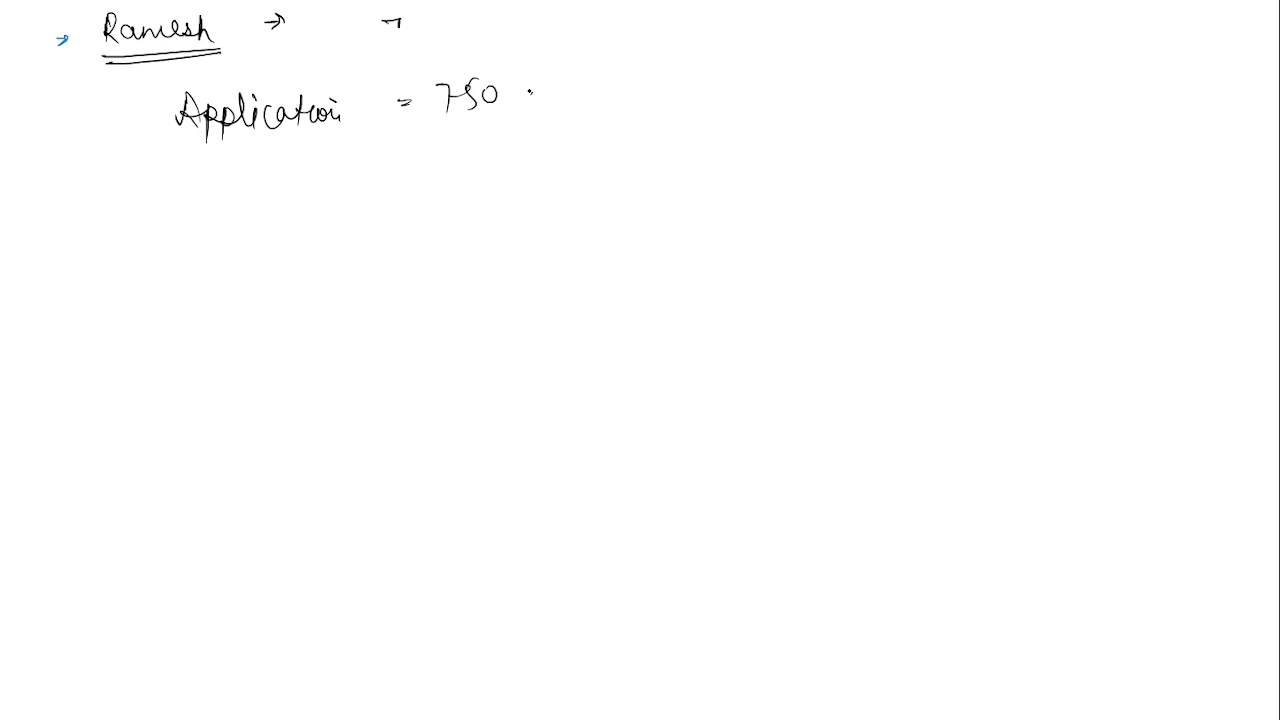 → Ramesh →
Application = 750 .